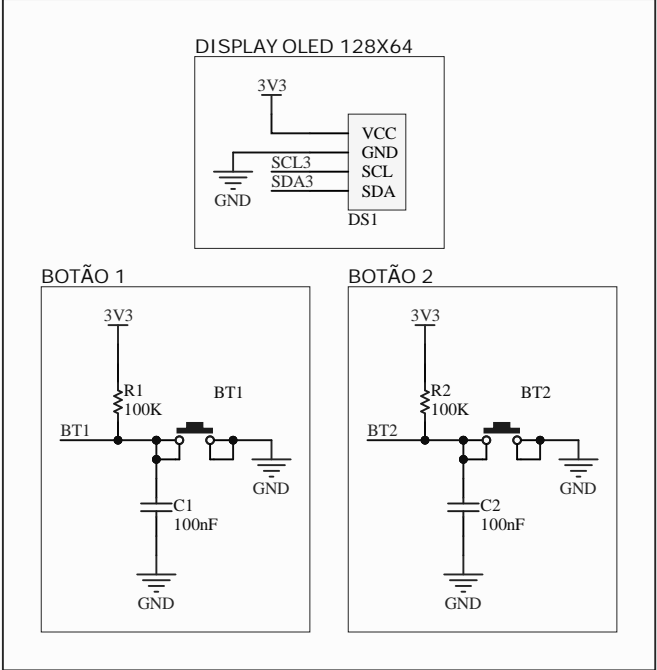 DISPLAY OLED 128X64
3V3
VCC
GND
SCL
SDA
SCL3
SDA3
GND
DS1
BOTÃO 1
3V3
R1
100K
BT1
BT1
GND
C1
100nF
GND
BOTÃO 2
3V3
R2
100K
BT2
BT2
GND
C2
100nF
GND